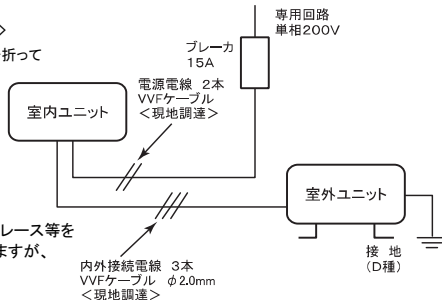 専用回路
単相200V
ブレーカ
15A
を折って
電源電線 2本
VVFケーブル
<現地調達>
室内ユニット
室外ユニット
レース等を
ますが、
接 地
(D種)
内外接続電線 3本
VVFケーブル φ2.0mm
<現地調達>